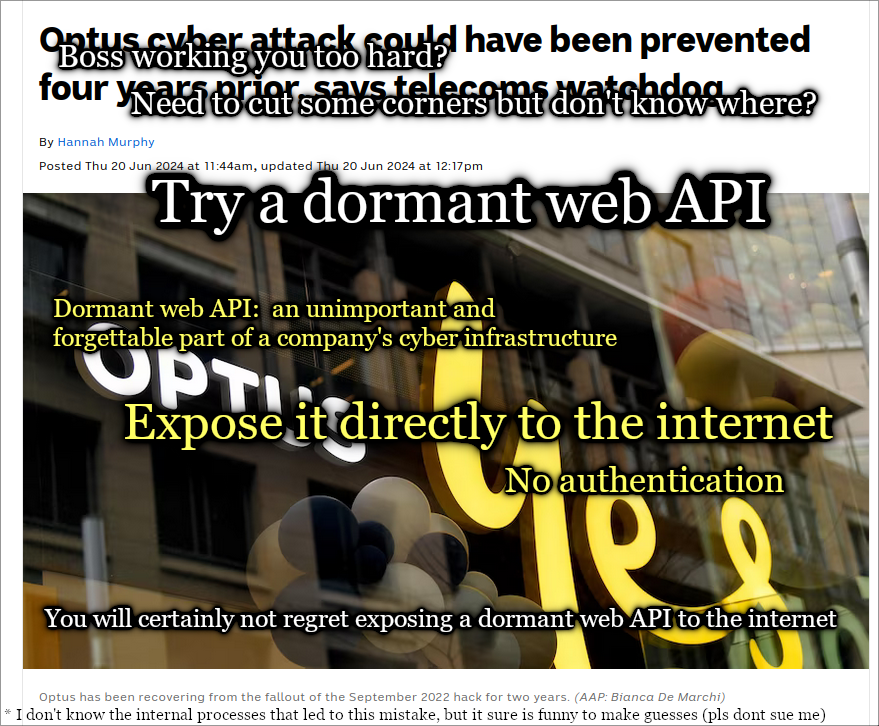 Optus cyber attack could have been prevented
Boss working you too hard?
four years prior, says telecoms watchdog
Need to cut some corners but don't know where?
By Hannah Murphy
Posted Thu 20 Jun 2024 at 11:44am, updated Thu 20 Jun 2024 at 12:17pm
Try a dormant web API
Dormant web API:  an unimportant and
forgettable part of a company's cyber infrastructure
OPTUS
Expose it directly to the internet
No authentication
yes
You will certainly not regret exposing a dormant web API to the internet
Optus has been recovering from the fallout of the September 2022 hack for two years. (AAP: Bianca De Marchi)
* I don't know the internal processes that led to this mistake, but it sure is funny to make guesses (pls dont sue me)